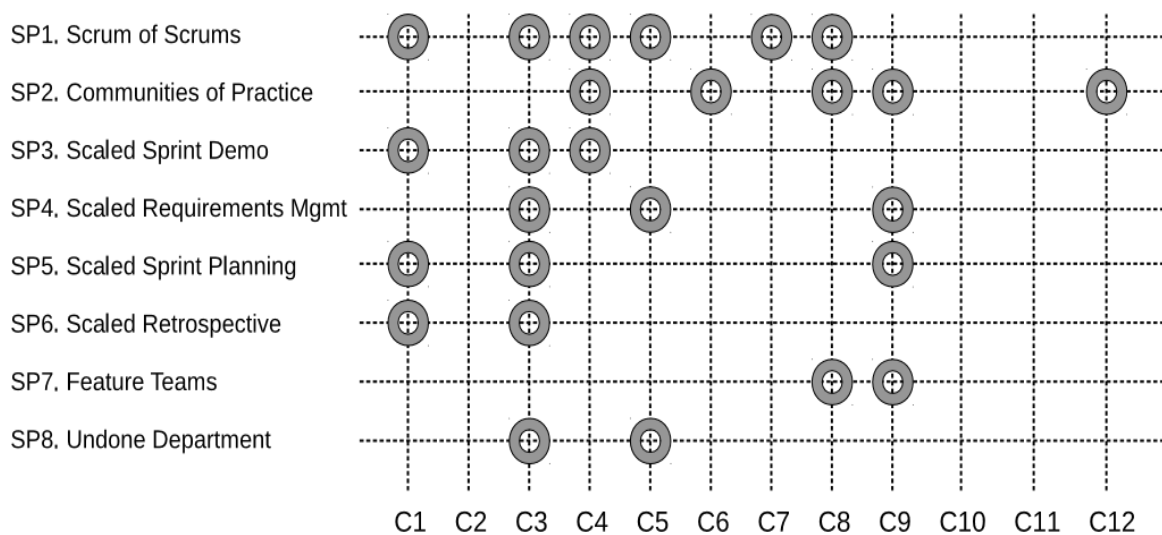 SP1. Scrum of Scrums
SP2. Communities of Practice
SP3. Scaled Sprint Demo
SP4. Scaled Requirements Mgmt
SP5. Scaled Sprint Planning
SP6. Scaled Retrospective
SP7. Feature Teams
SP8. Undone Department
C1 C2 C3 C4 C5 C6 C7 C8 C9 C10 C11 C12